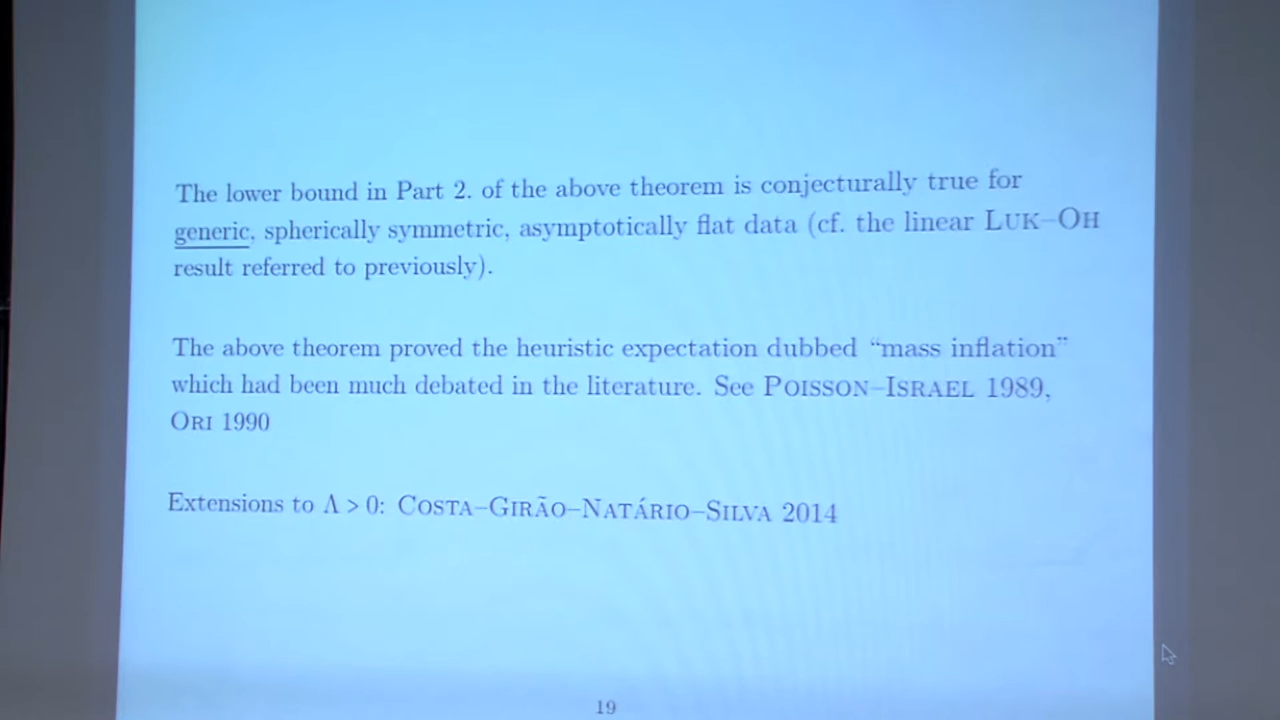 The lower bound in Part 2. of the above theorem is conjecturally true for
generic, spherically symmetric, asymptotically flat data (cf. the linear LUK–OH
result referred to previously).
The above theorem proved the heuristic expectation dubbed “mass inflation”
which had been much debated in the literature. See POISSON–ISRAEL 1989,
ORI 1990
Extensions to Λ > 0: COSTA–GIRÃO–NATÁRIO–SILVA 2014
19